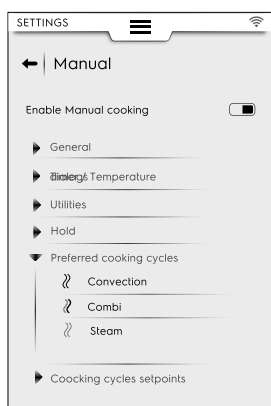 SETTINGS
Manual
Enable Manual cooking
General
Temperature
Utilities
Hold
Preferred cooking cycles
Convection
Combi
Steam
Coocking cycles setpoints